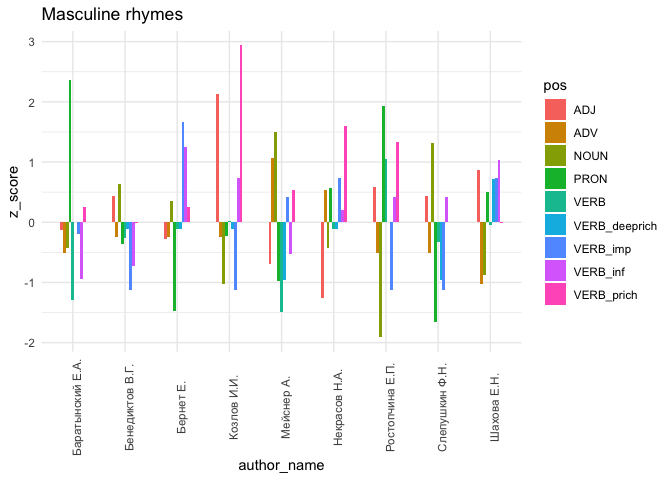 Masculine rhymes
3
2
1
0
-1
-2
z_score
Баратынский Е.А.
Бенедиктов В.Г.
Бернет Е.
Козлов И.И.
Мейснер А.
Некрасов Н.А.
Ростопчина Е.П.
Слепушкин Ф.Н.
Шахова Е.Н.
author_name
pos
ADJ
ADV
NOUN
PRON
VERB
VERB_deeprich
VERB_imp
VERB_inf
VERB_prich